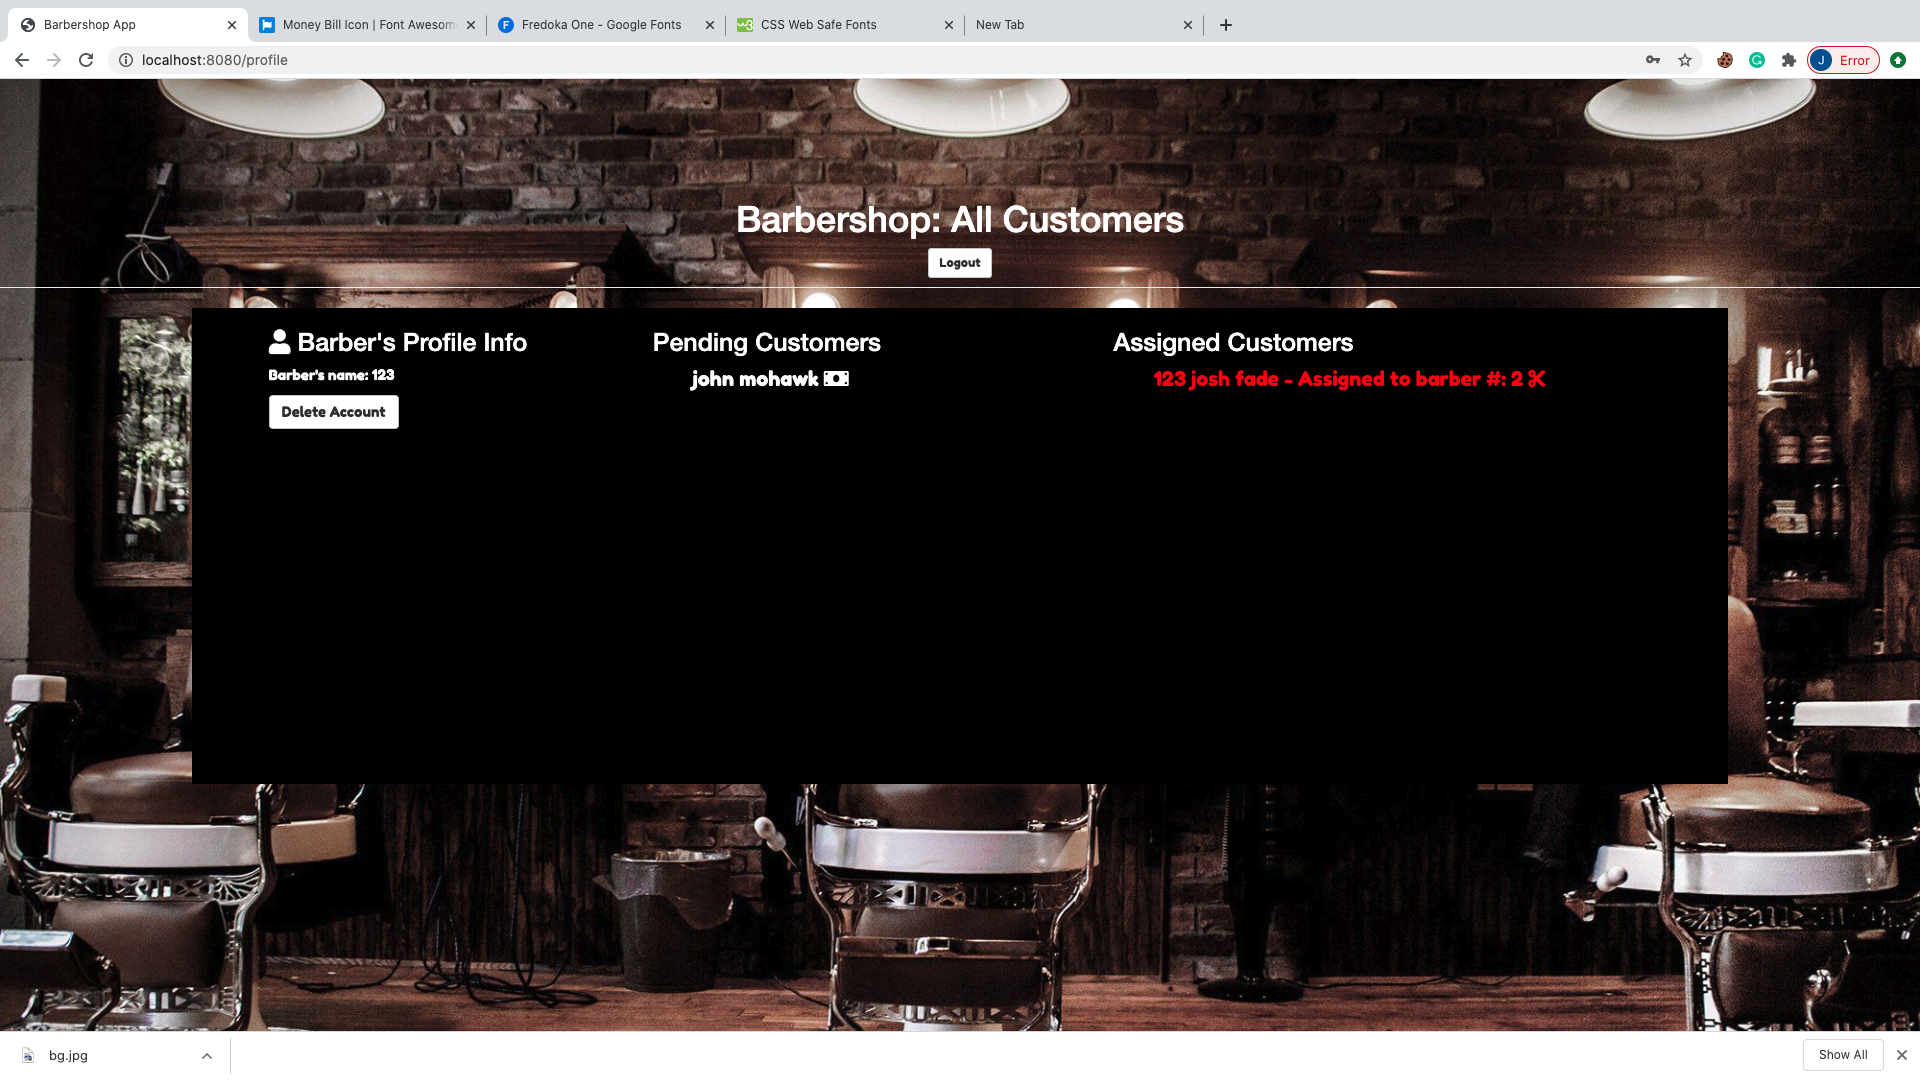 Barbershop App
Money Bill Icon | Font Awesom
Fredoka One - Google Fonts
CSS Web Safe Fonts
New Tab
localhost:8080/profile
J Error
Barbershop: All Customers
Logout
Barber's Profile Info
Barber's name: 123
Delete Account
Pending Customers
john mohawk
Assigned Customers
123 josh fade - Assigned to barber #: 2
bg.jpg
Show All